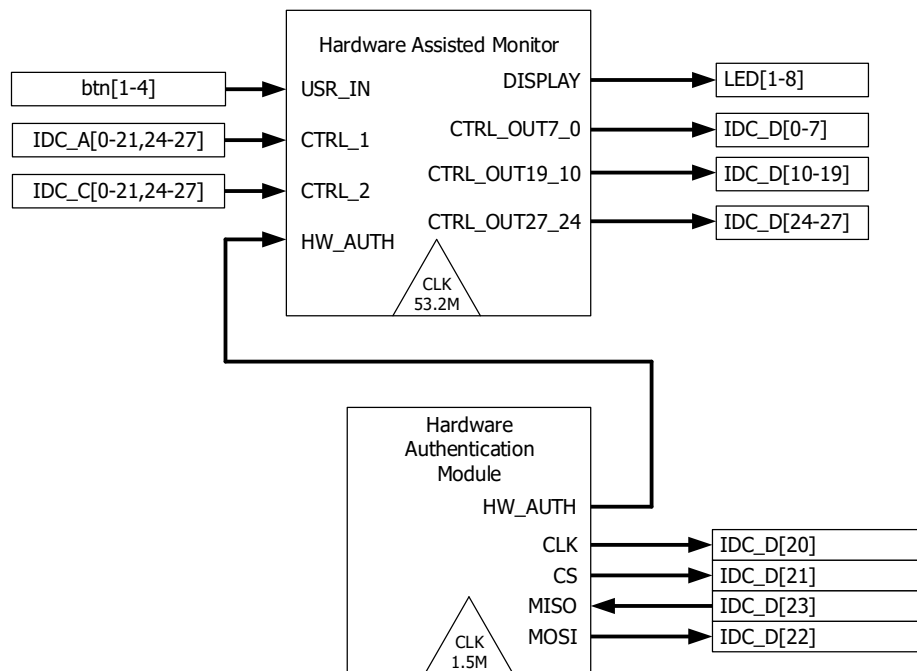 Hardware Assisted Monitor
btn[1-4]
USR_IN
DISPLAY
LED[1-8]
IDC_A[0-21,24-27]
CTRL_1
CTRL_OUT7_0
IDC_D[0-7]
IDC_C[0-21,24-27]
CTRL_2
CTRL_OUT19_10
IDC_D[10-19]
HW_AUTH
CTRL_OUT27_24
IDC_D[24-27]
CLK
53.2M
Hardware
Authentication
Module
HW_AUTH
CLK
IDC_D[20]
CS
IDC_D[21]
MISO
IDC_D[23]
MOSI
IDC_D[22]
CLK
1.5M